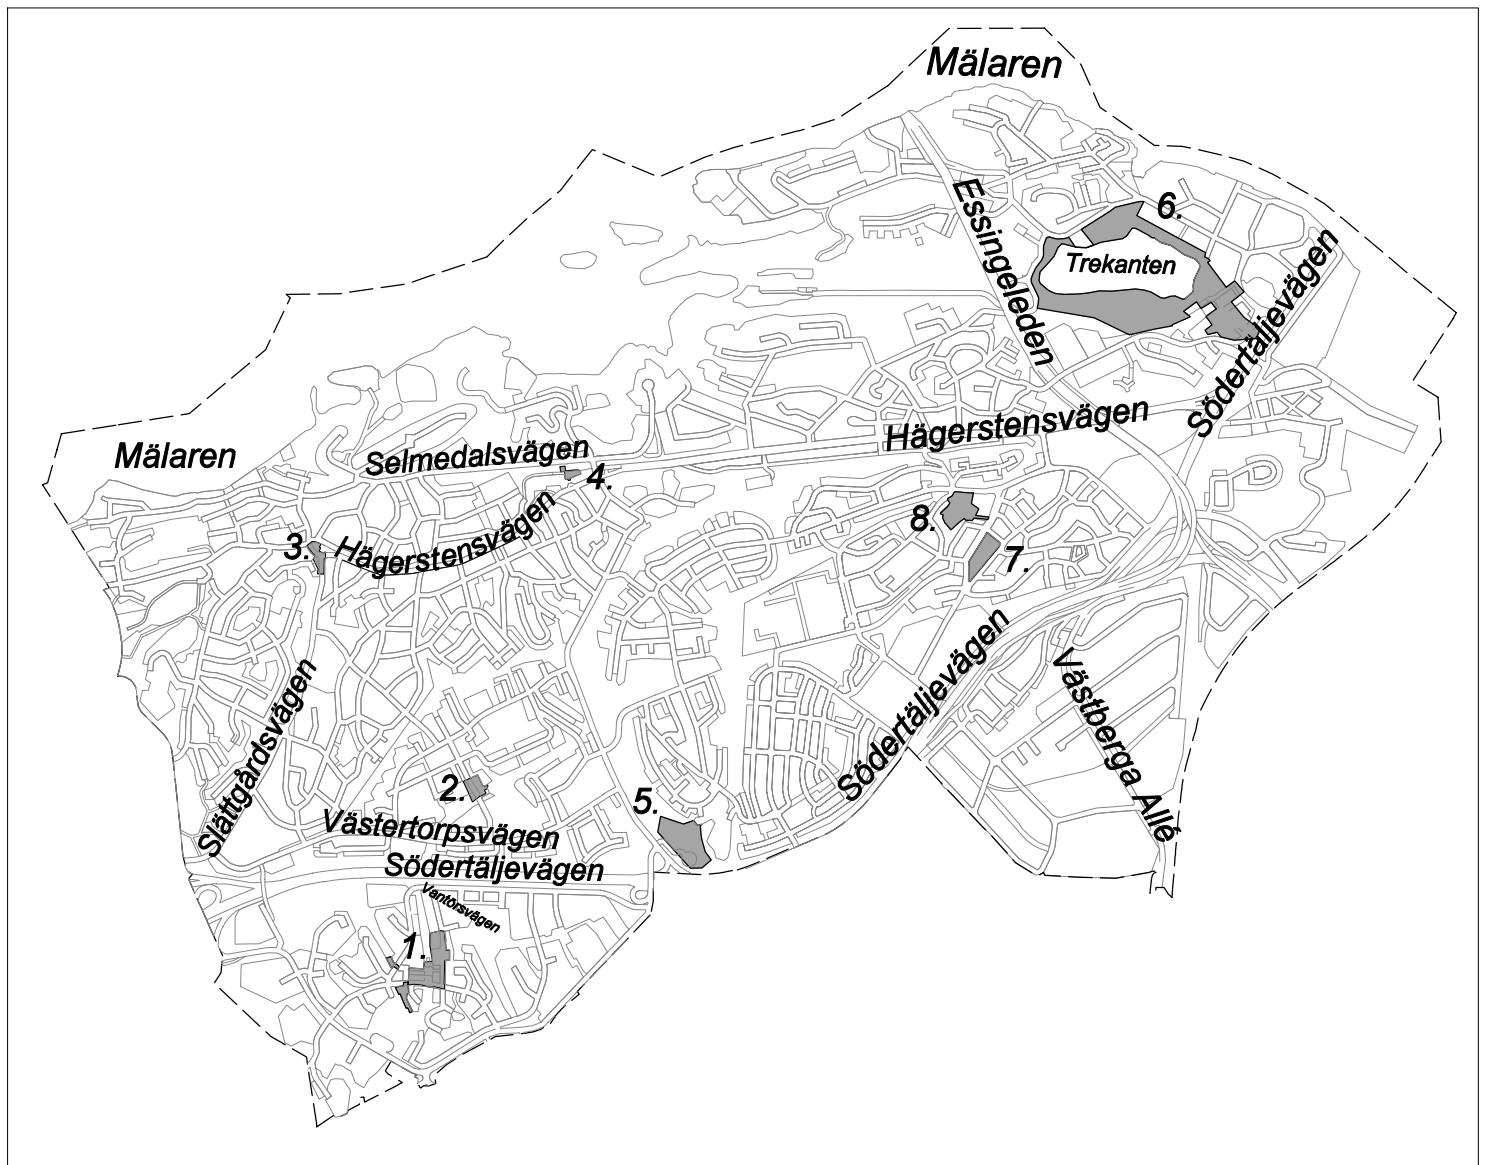 Mälaren
6.
Essingeleden
Trekanten
Södertäljevägen
Hägerstensvägen
Mälaren
Selmedalsvägen
4.
Hägerstensvägen
3.
8.
7.
Södertäljevägen
Västberga Allé
Slättgårdsvägen
2.
5.
Västertorpsvägen
Södertäljevägen
Vantörsvägen
1.